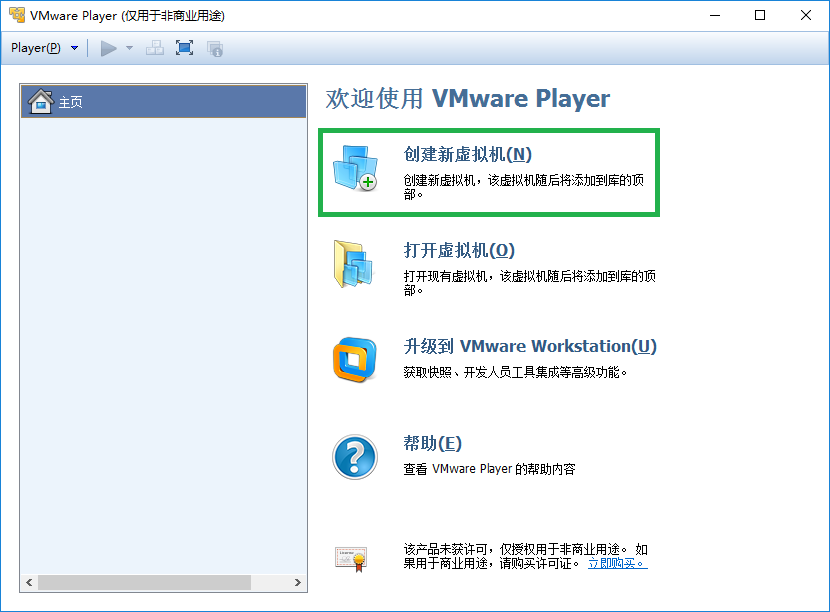 VMware Player (仅用于非商业用途)
Player(P)
主页
欢迎使用 VMware Player
创建新虚拟机(N)
创建新虚拟机，该虚拟机随后将添加到库的顶
部。
打开虚拟机(O)
打开现有虚拟机，该虚拟机随后将添加到库的顶
部。
升级到 VMware Workstation(U)
获取快照、开发人员工具集成等高级功能。
帮助(E)
查看 VMware Player 的帮助内容
该产品未获许可，仅授权用于非商业用途。 如
果用于商业用途，请购买许可证。 立即购买。